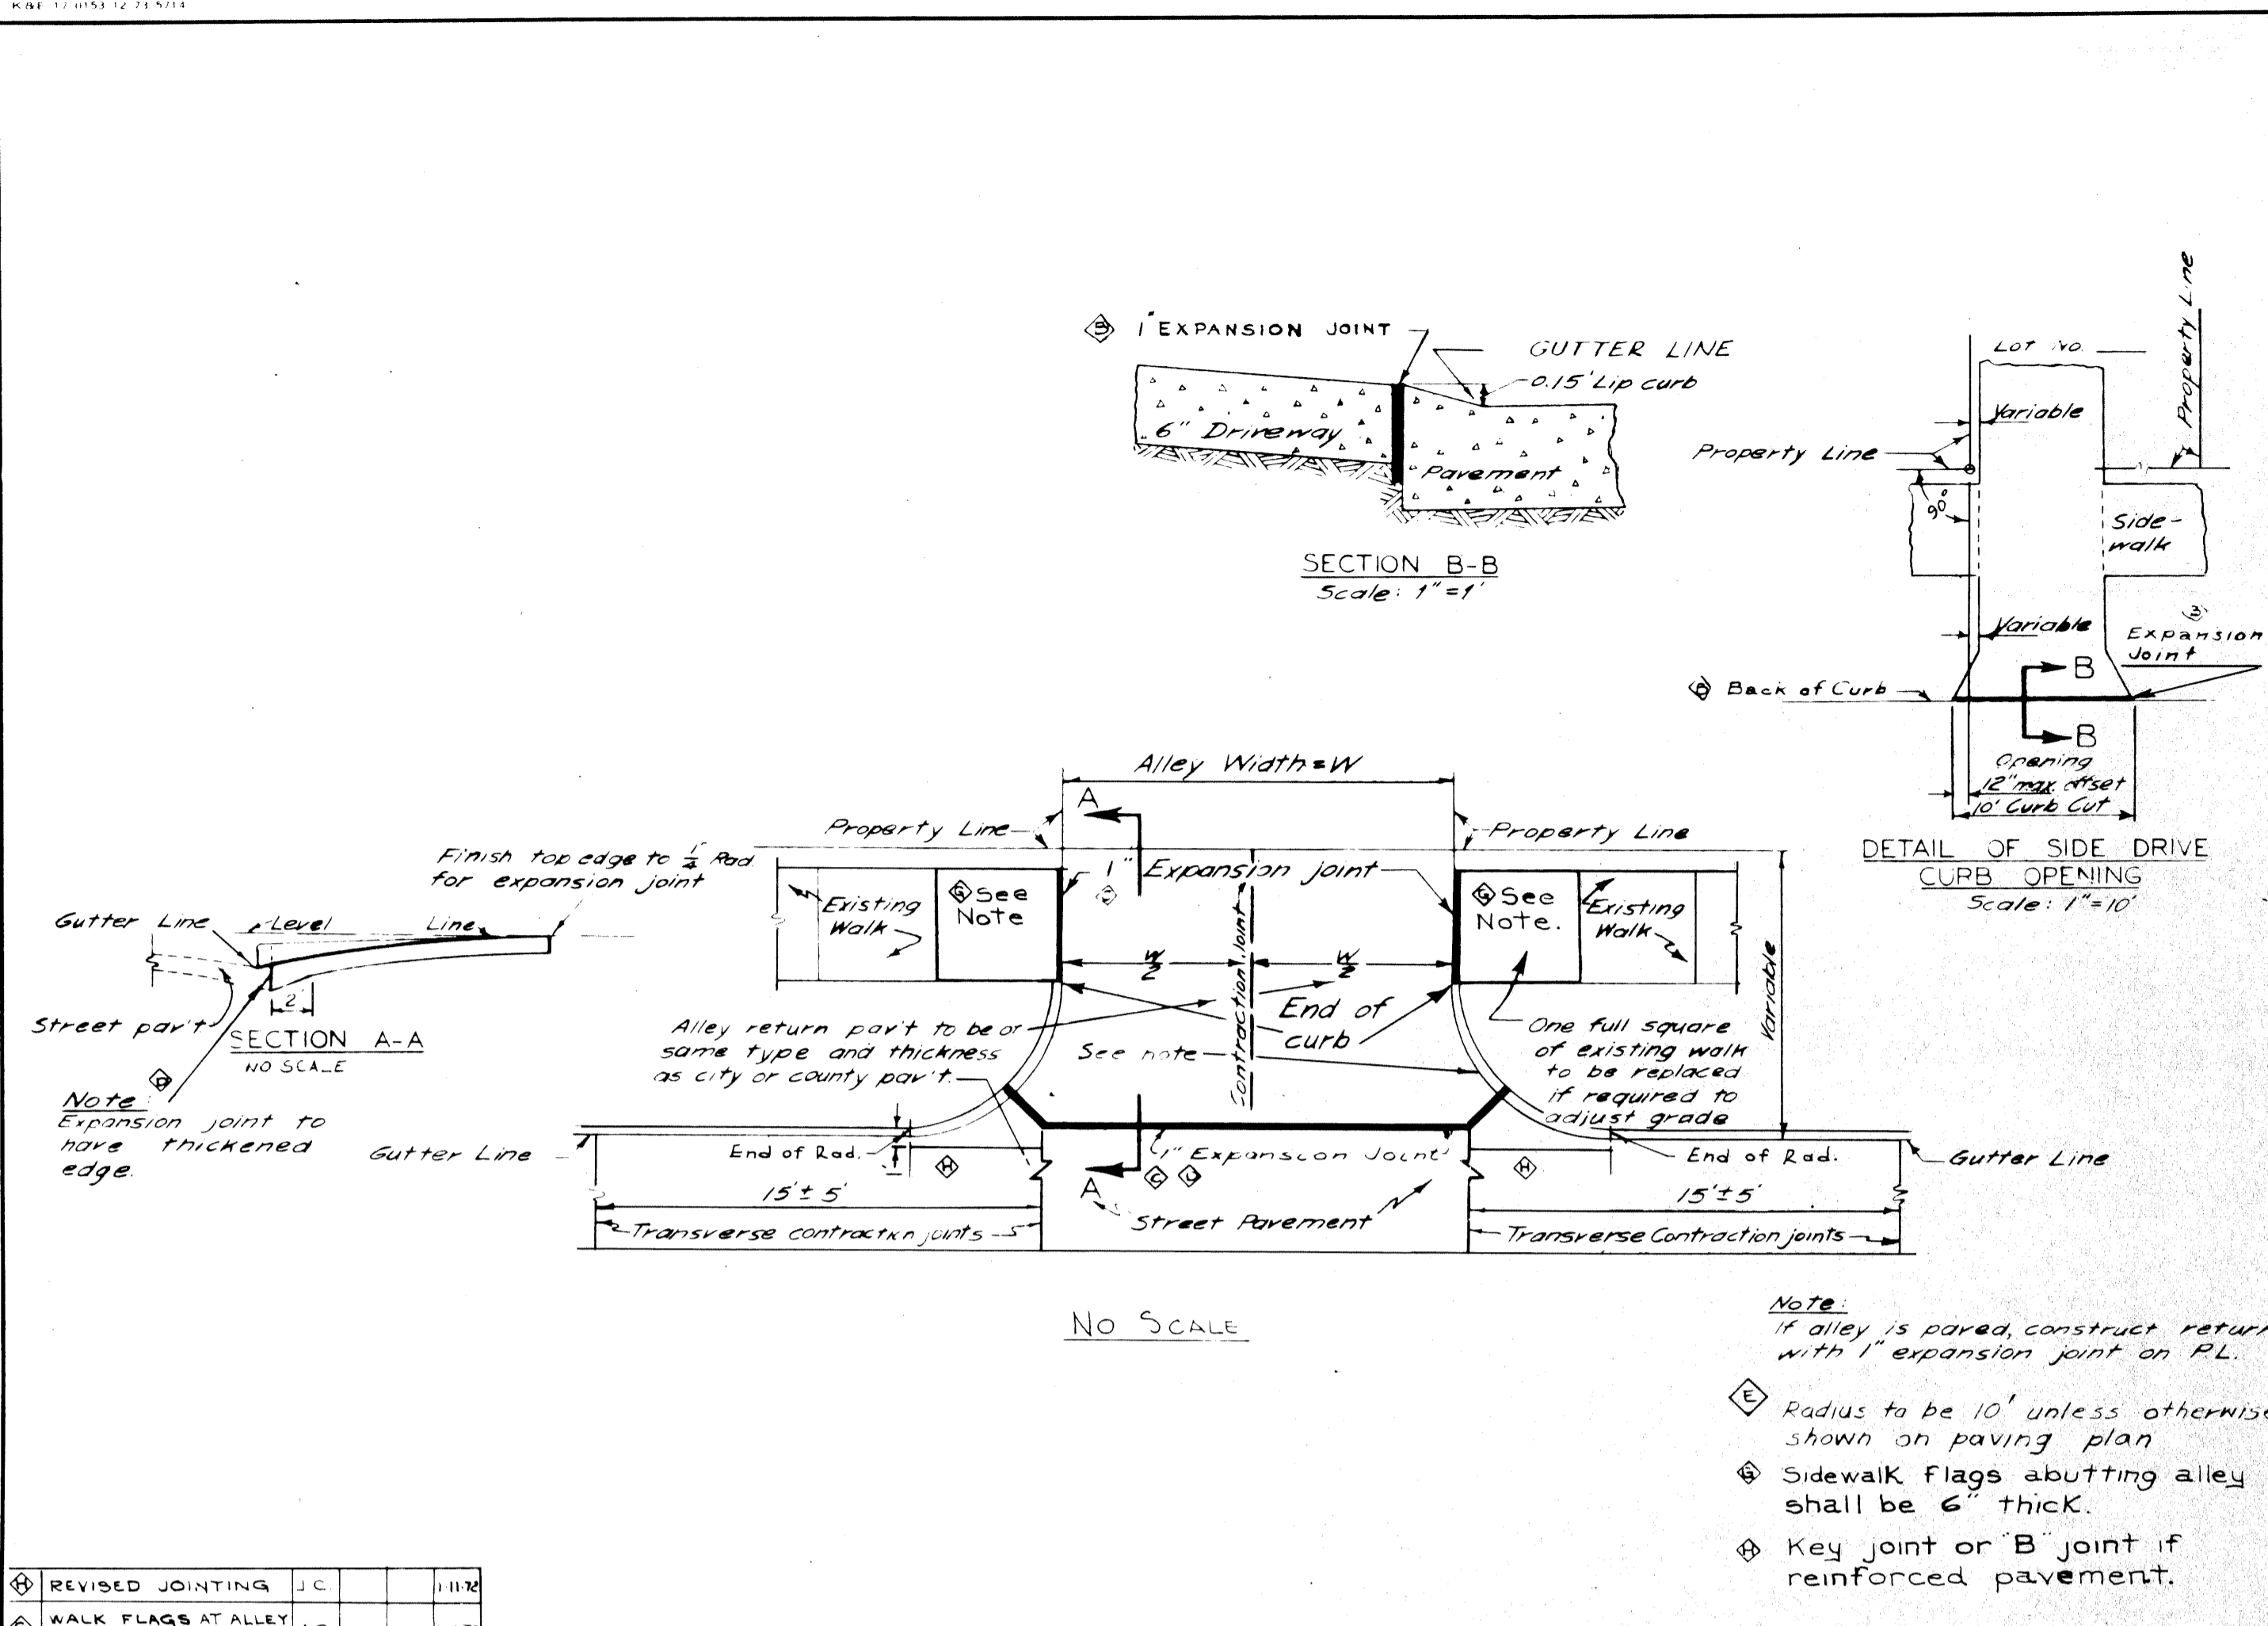 K&E 17 0153 12 73 5714
B 1" EXPANSION JOINT
GUTTER LINE
0.15' Lip curb
6" Driveway
Pavement
SECTION B-B
Scale: 1"=1'
Property Line
LOT NO.
Variable
Property Line
90°
Side-
walk
Variable
B
Expansion
Joint
B Back of Curb
B
B
Opening
12" max. offset
10' Curb Cut
DETAIL OF SIDE DRIVE
CURB OPENING
Scale: 1"=10'
Alley Width = W
A
Property Line
Property Line
Finish top edge to 1/4" Rad.
for expansion joint
Gutter Line
Level Line
2'
Street pav't
SECTION A-A
NO SCALE
D
Note:
Expansion joint to
have thickened
edge.
1" Expansion joint
C
Existing
Walk
G See
Note
G See
Note.
Existing
Walk
W/2
W/2
Contraction Joint
Variable
End of
curb
Alley return pav't to be of
same type and thickness
as city or county pav't.
See note
One full square
of existing walk
to be replaced
if required to
adjust grade
Gutter Line
End of Rad.
1'
H
1" Expansion Joint
C D
H
End of Rad.
Gutter Line
15'± 5'
A
Street Pavement
15'± 5'
Transverse contraction joints
Transverse Contraction joints
NO SCALE
Note:
If alley is paved, construct return
with 1" expansion joint on P.L.
E Radius to be 10' unless otherwise
shown on paving plan
G Sidewalk Flags abutting alley
shall be 6" thick.
H Key joint or "B" joint if
reinforced pavement.
H REVISED JOINTING J C. 1-11-72
G WALK FLAGS AT ALLEY